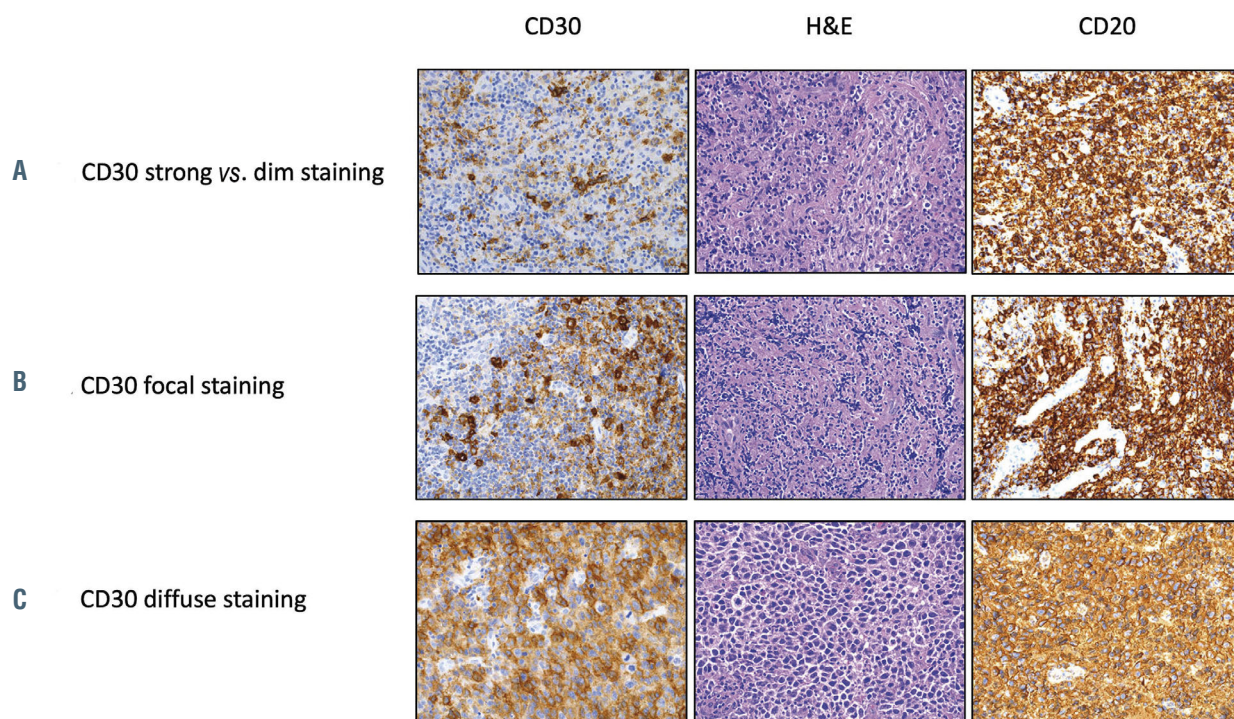 CD30 H&E CD20
A CD30 strong vs. dim staining
B CD30 focal staining
C CD30 diffuse staining